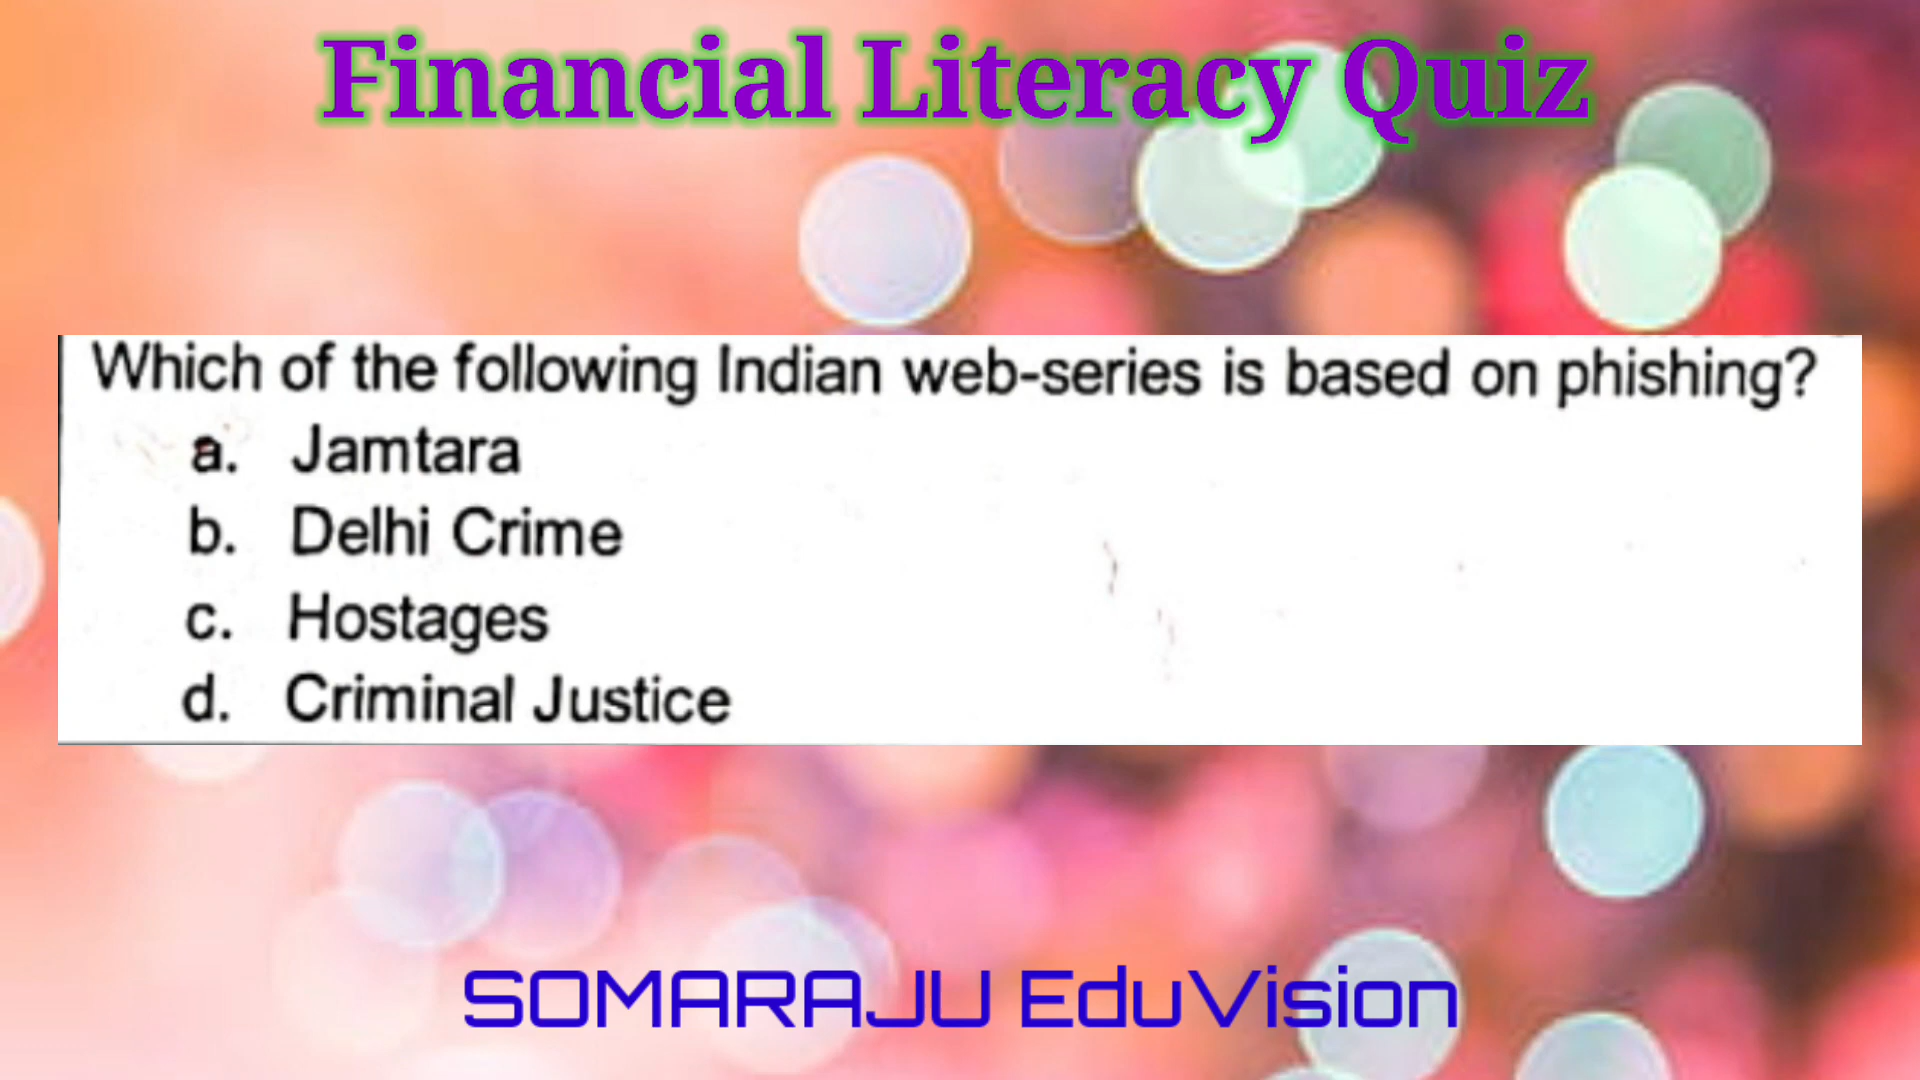 Financial Literacy Quiz
Which of the following Indian web-series is based on phishing?
a. Jamtara
b. Delhi Crime
c. Hostages
d. Criminal Justice
SOMARAJU EduVision